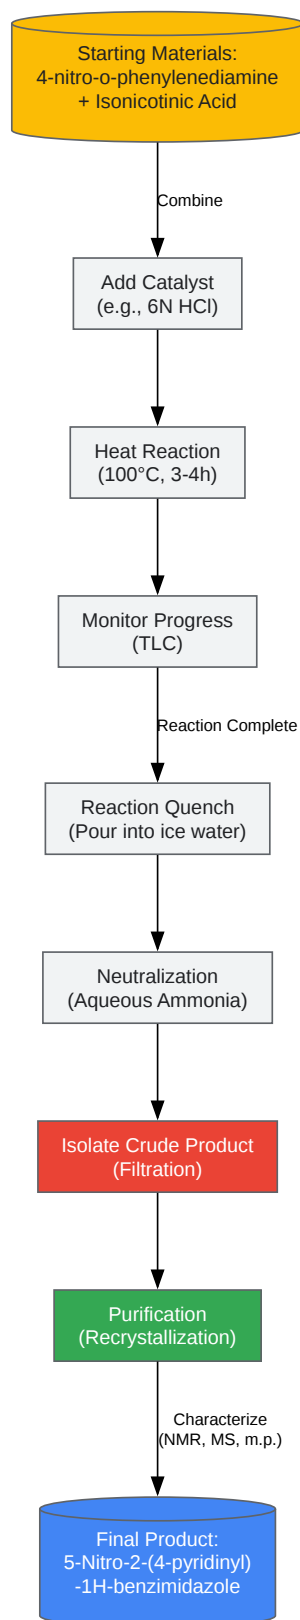 Starting Materials:
4-nitro-o-phenylenediamine
+ Isonicotinic Acid
Combine
Add Catalyst
(e.g., 6N HCl)
Heat Reaction
(100°C, 3-4h)
Monitor Progress
(TLC)
Reaction Complete
Reaction Quench
(Pour into ice water)
Neutralization
(Aqueous Ammonia)
Isolate Crude Product
(Filtration)
Purification
(Recrystallization)
Characterize
(NMR, MS, m.p.)
Final Product:
5-Nitro-2-(4-pyridinyl)
-1H-benzimidazole